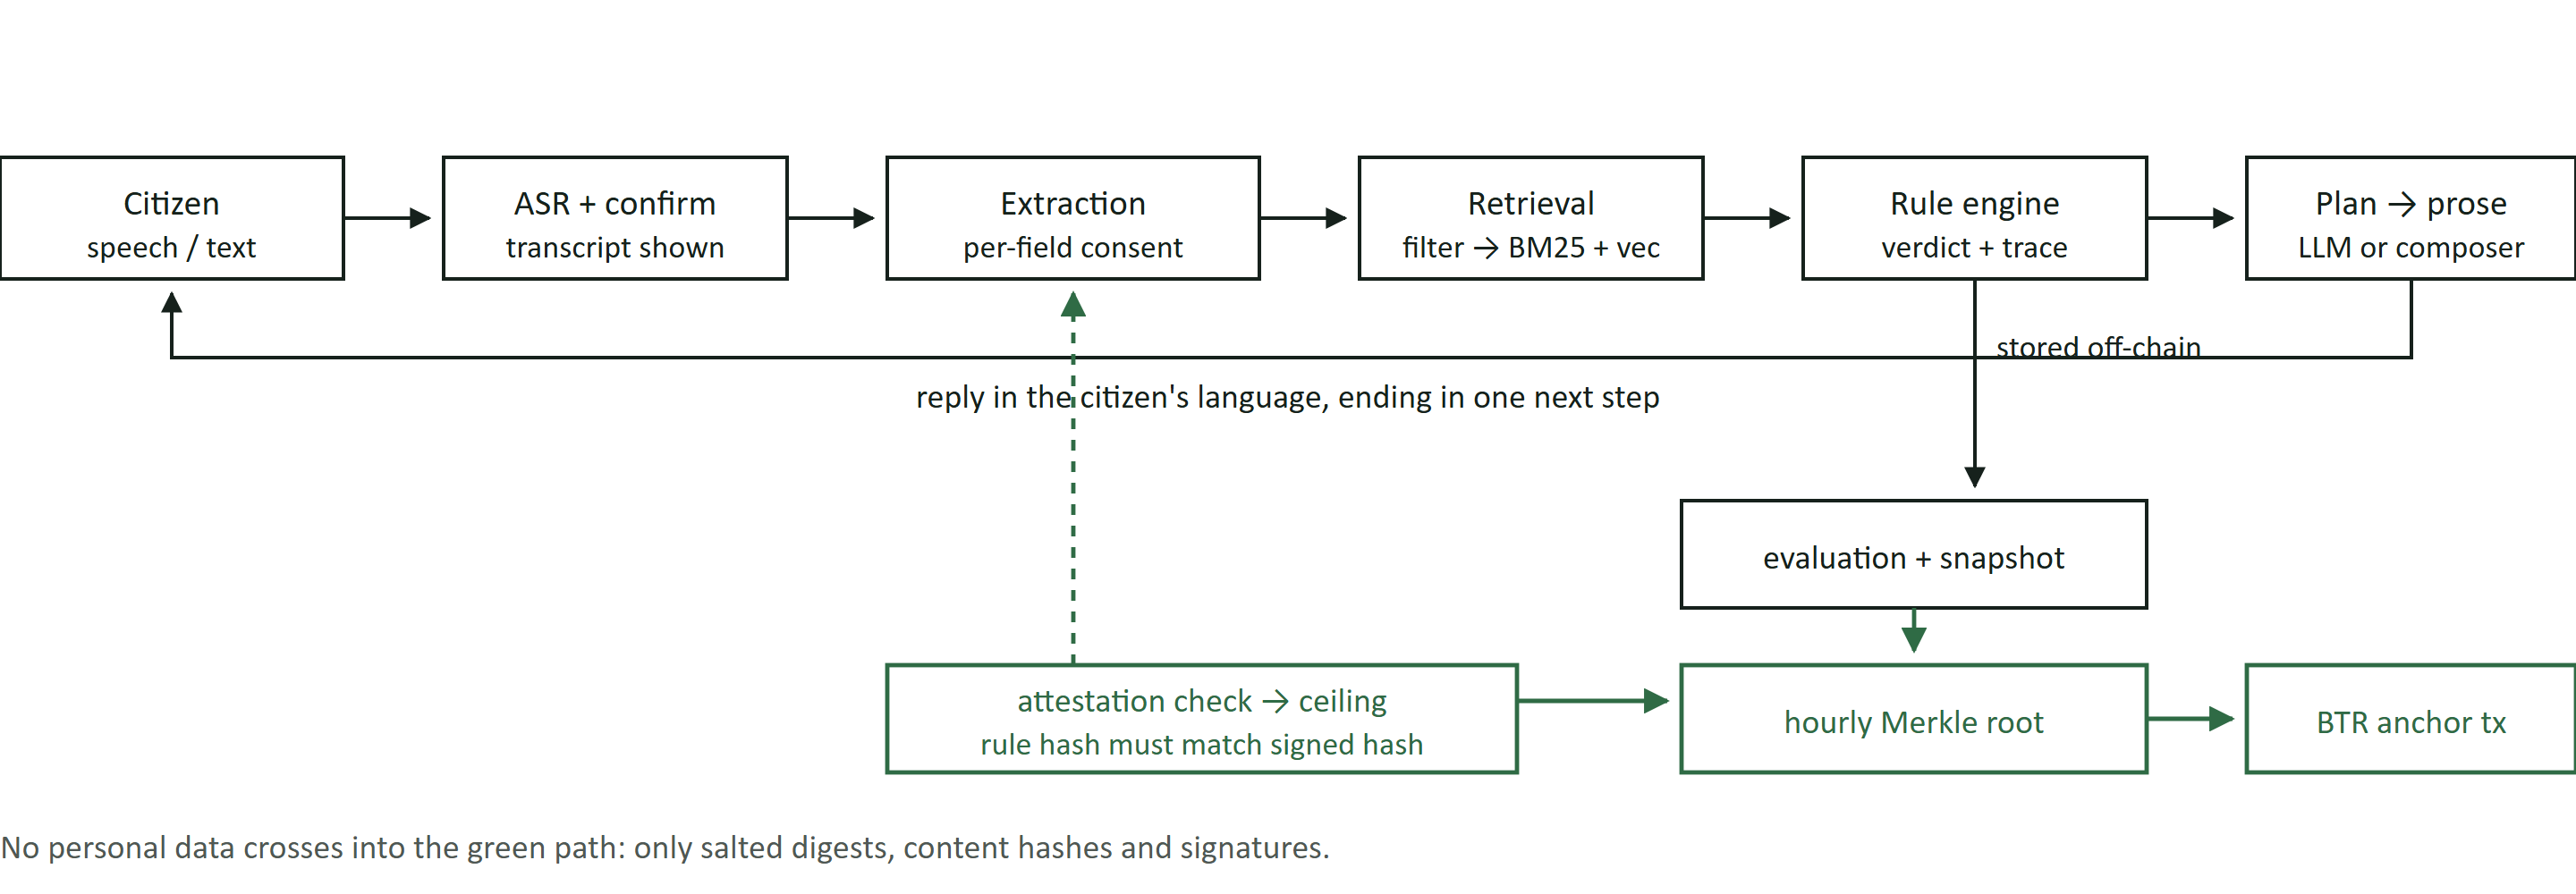 Citizen
speech / text
ASR + confirm
transcript shown
Extraction
per-field consent
Retrieval
filter → BM25 + vec
Rule engine
verdict + trace
Plan → prose
LLM or composer
stored off-chain
reply in the citizen's language, ending in one next step
evaluation + snapshot
attestation check → ceiling
rule hash must match signed hash
hourly Merkle root
BTR anchor tx
No personal data crosses into the green path: only salted digests, content hashes and signatures.